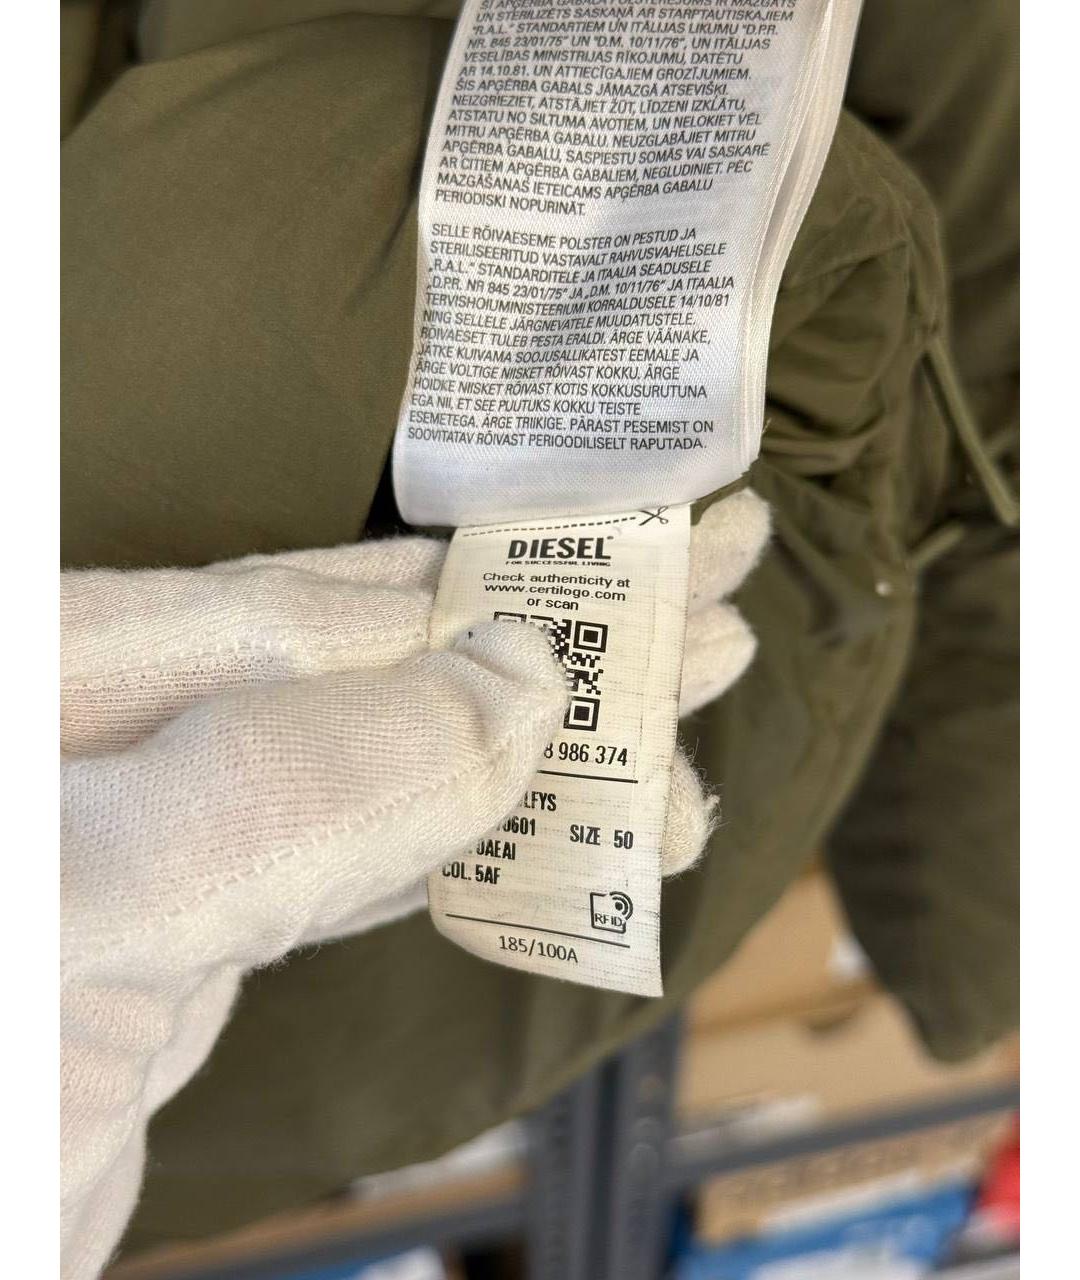 ŠĪ APĢĒRBA GABALA POLSTERĒJUMS IR MAZGĀTS
UN STERILIZĒTS SASKAŅĀ AR STARPTAUTISKAJIEM
"R.A.L." STANDARTIEM UN ITĀLIJAS LIKUMU "D.P.R.
NR. 845 23/01/75" UN "D.M. 10/11/76", UN ITĀLIJAS
VESELĪBAS MINISTRIJAS RĪKOJUMU, DATĒTU
AR 14.10.81. UN ATTIECĪGAJIEM GROZĪJUMIEM.
ŠIS APĢĒRBA GABALS JĀMAZGĀ ATSEVIŠĶI.
NEIZGRIEZIET, ATSTĀJIET ŽŪT, LĪDZENI IZKLĀTU,
ATSTATU NO SILTUMA AVOTIEM, UN NELOKIET VĒL
MITRU APĢĒRBA GABALU. NEUZGLABĀJIET MITRU
APĢĒRBA GABALU, SASPIESTU SOMĀS VAI SASKARĒ
AR CITIEM APĢĒRBA GABALIEM, NEGLUDINIET. PĒC
MAZGĀŠANAS IETEICAMS APĢĒRBA GABALU
PERIODISKI NOPURINĀT.
SELLE RÕIVAESEME POLSTER ON PESTUD JA
STERILISEERITUD VASTAVALT RAHVUSVAHELISELE
„R.A.L." STANDARDITELE JA ITAALIA SEADUSELE
„D.P.R. NR 845 23/01/75" JA „D.M. 10/11/76" JA ITAALIA
TERVISHOIUMINISTEERIUMI KORRALDUSELE 14/10/81
NING SELLELE JÄRGNEVATELE MUUDATUSTELE.
RÕIVAESET TULEB PESTA ERALDI. ÄRGE VÄÄNAKE,
JÄTKE KUIVAMA SOOJUSALLIKATEST EEMALE JA
ÄRGE VOLTIGE NIISKET RÕIVAST KOKKU. ÄRGE
HOIDKE NIISKET RÕIVAST KOTIS KOKKUSURUTUNA
EGA NII, ET SEE PUUTUKS KOKKU TEISTE
ESEMETEGA. ÄRGE TRIIKIGE. PÄRAST PESEMIST ON
SOOVITATAV RÕIVAST PERIOODILISELT RAPUTADA.
DIESEL
FOR SUCCESSFUL LIVING
Check authenticity at
www.certilogo.com
or scan
8 986 374
LFYS
0601 SIZE 50
0AEAI
COL. 5AF
RFID
185/100A